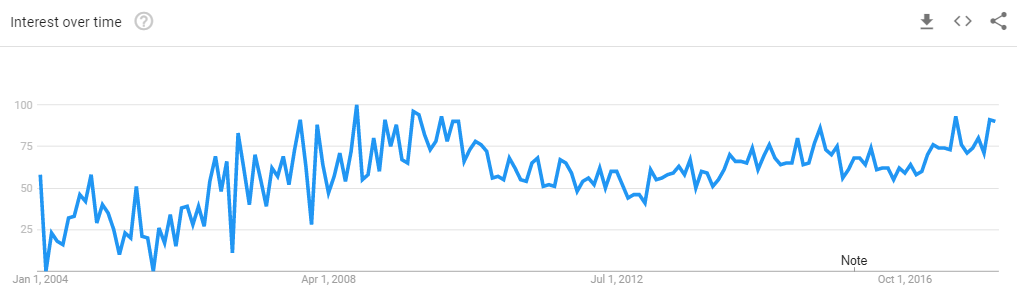 Interest over time ?
100
75
50
25
Note
Jan 1, 2004 Apr 1, 2008 Jul 1, 2012 Oct 1, 2016